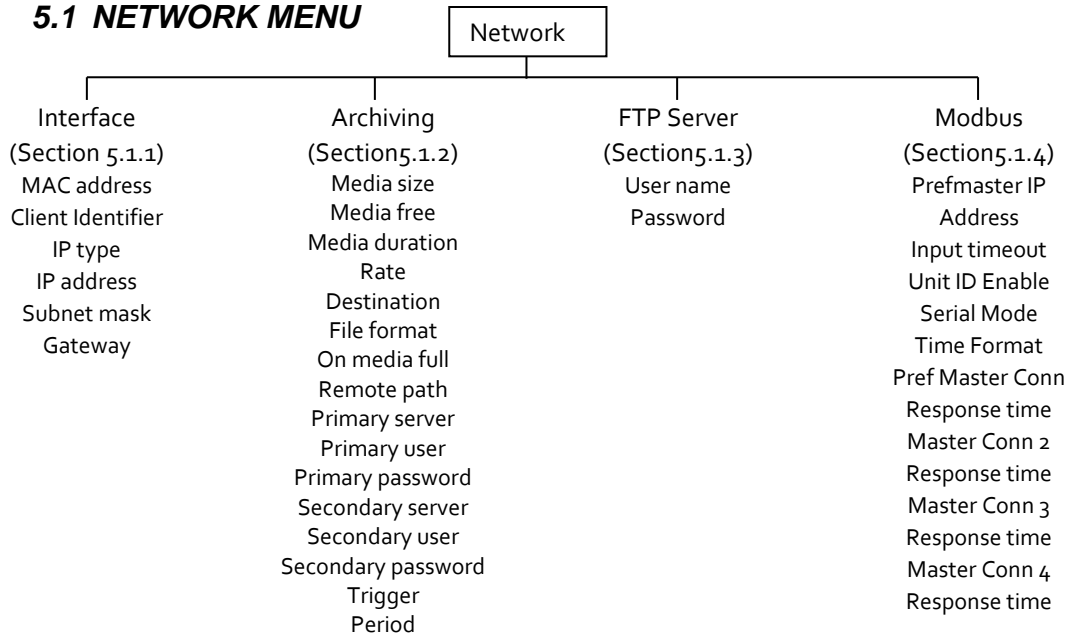 5.1 NETWORK MENU
Network
Interface
(Section 5.1.1)
MAC address
Client Identifier
IP type
IP address
Subnet mask
Gateway
Archiving
(Section5.1.2)
Media size
Media free
Media duration
Rate
Destination
File format
On media full
Remote path
Primary server
Primary user
Primary password
Secondary server
Secondary user
Secondary password
Trigger
Period
FTP Server
(Section5.1.3)
User name
Password
Modbus
(Section5.1.4)
Prefmaster IP
Address
Input timeout
Unit ID Enable
Serial Mode
Time Format
Pref Master Conn
Response time
Master Conn 2
Response time
Master Conn 3
Response time
Master Conn 4
Response time